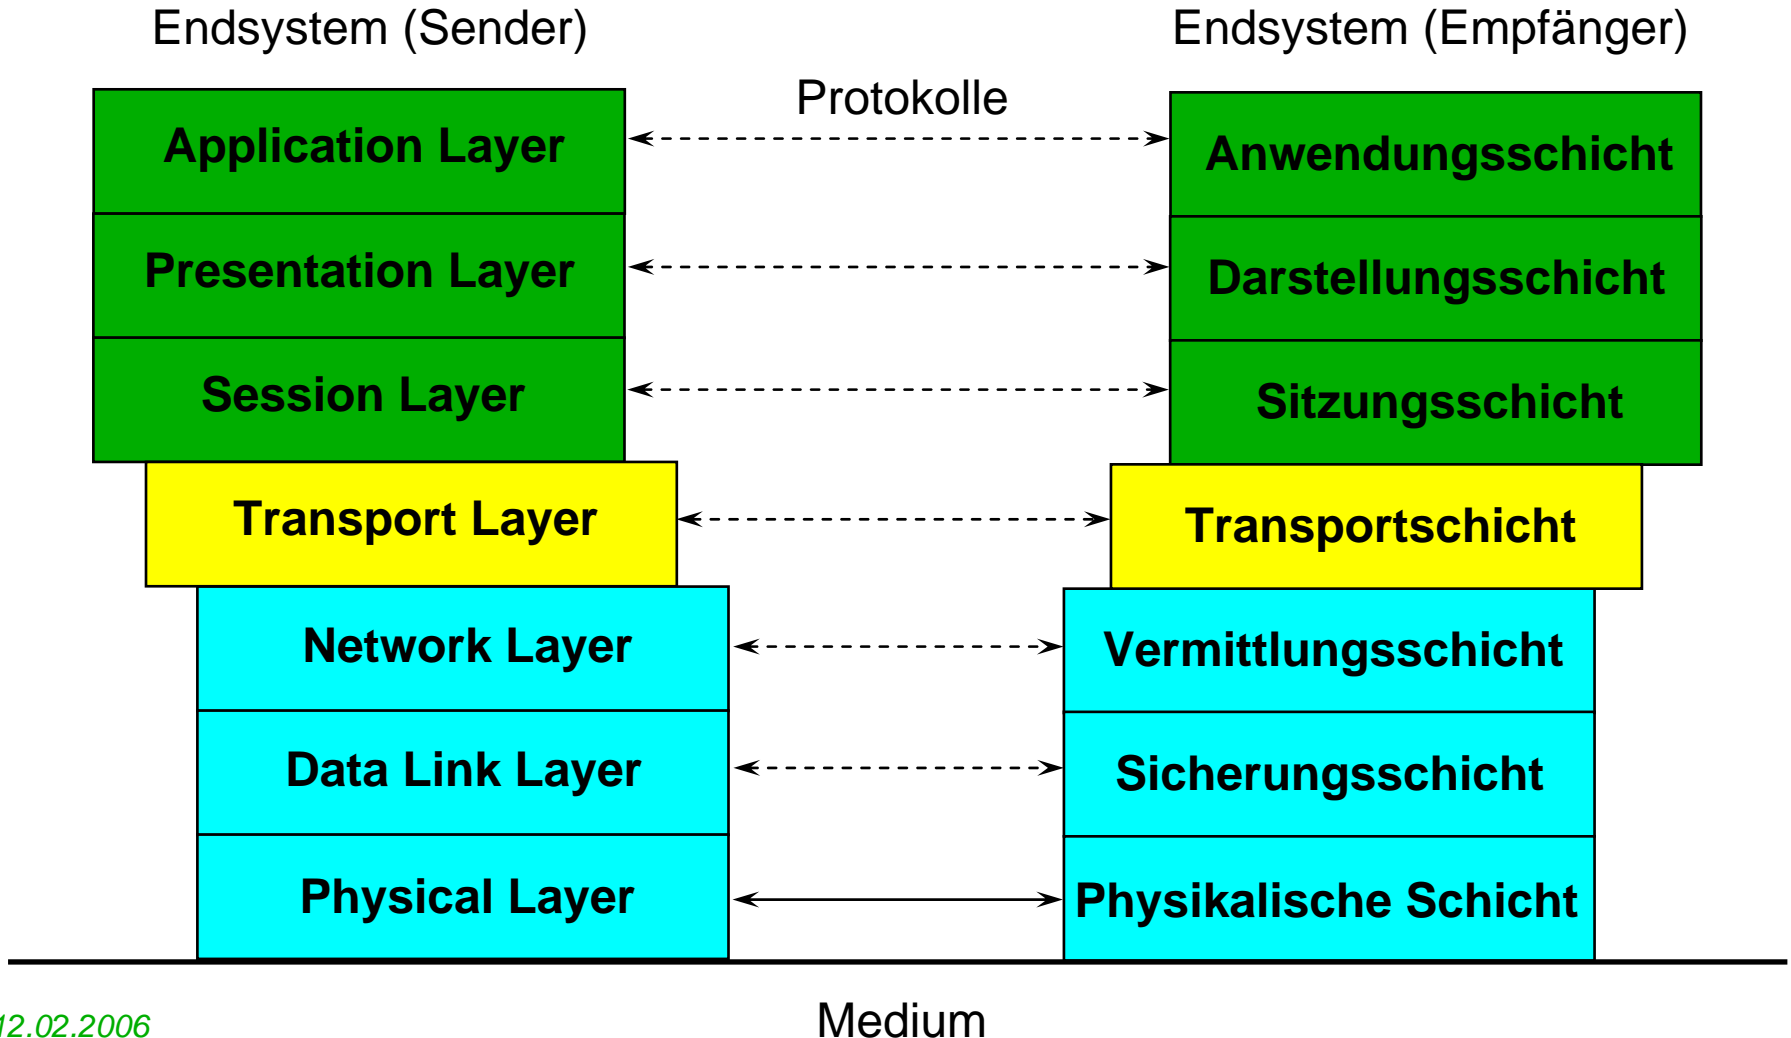 Endsystem (Sender)
Endsystem (Empfänger)
Protokolle
Application Layer
Anwendungsschicht
Presentation Layer
Darstellungsschicht
Session Layer
Sitzungsschicht
Transport Layer
Transportschicht
Network Layer
Vermittlungsschicht
Data Link Layer
Sicherungsschicht
Physical Layer
Physikalische Schicht
Medium
12.02.2006